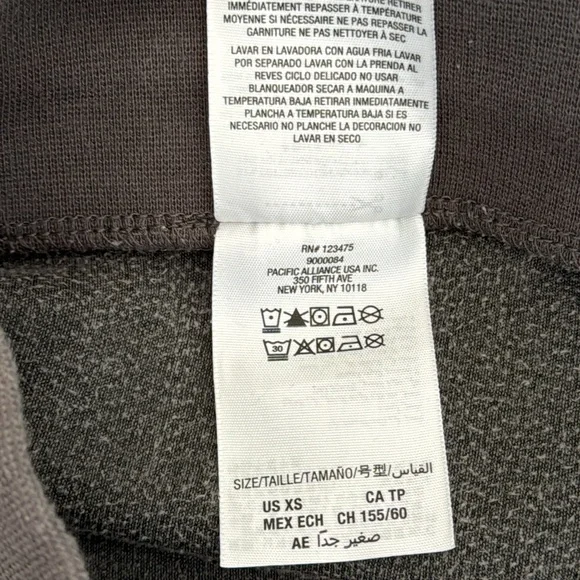 IMMÉDIATEMENT REPASSER À TEMPÉRATURE
MOYENNE SI NÉCESSAIRE NE PAS REPASSER LA
GARNITURE NE PAS NETTOYER À SEC
LAVAR EN LAVADORA CON AGUA FRIA LAVAR
POR SEPARADO LAVAR CON LA PRENDA AL
REVES CICLO DELICADO NO USAR
BLANQUEADOR SECAR A MAQUINA A
TEMPERATURA BAJA RETIRAR INMEDIATAMENTE
PLANCHA A TEMPERATURA BAJA SI ES
NECESARIO NO PLANCHE LA DECORACION NO
LAVAR EN SECO
RN# 123475
9000084
PACIFIC ALLIANCE USA INC.
350 FIFTH AVE
NEW YORK, NY 10118
30
SIZE/TAILLE/TAMAÑO/号型/القياس
US XS CA TP
MEX ECH CH 155/60
AE صغير جدًا